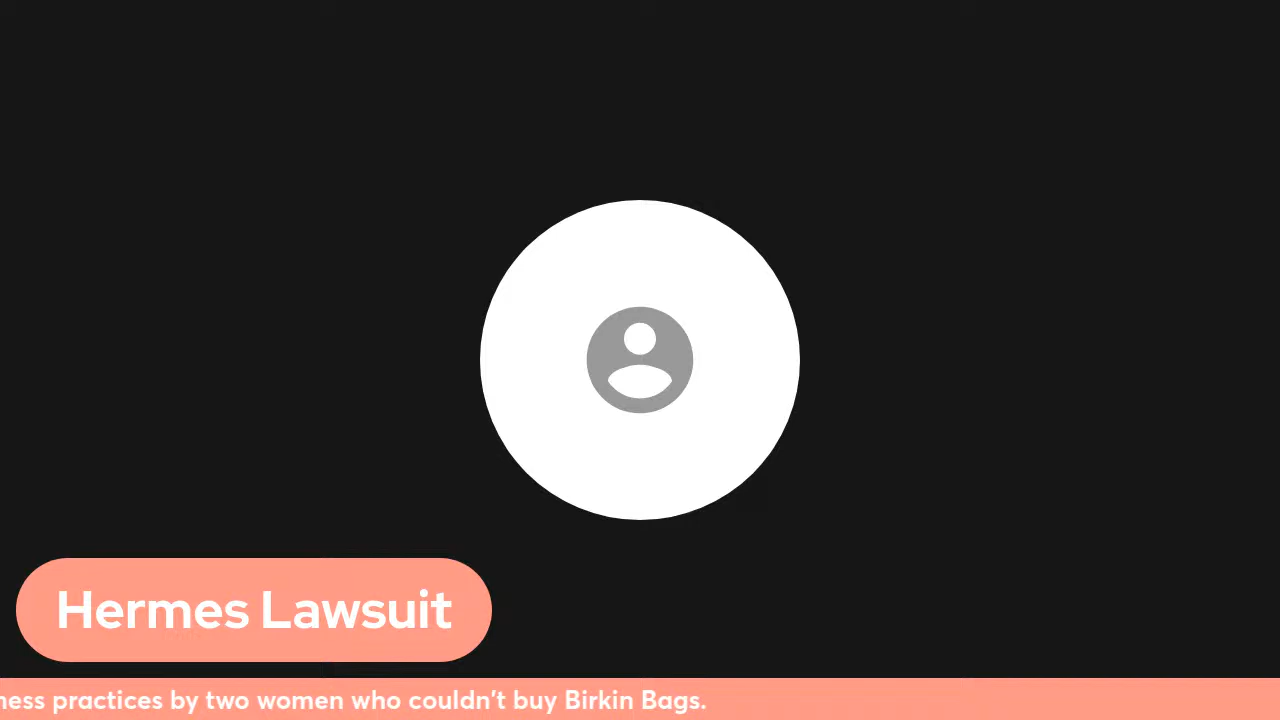 Hermes Lawsuit
practices by two women who couldn't buy Birkin Bags.